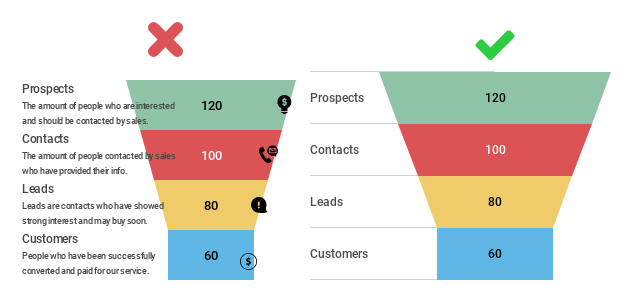 Prospects
The amount of people who are interested
and should be contacted by sales.
120
Contacts
The amount of people contacted by sales
who have provided their info.
100
Leads
Leads are contacts who have showed
strong interest and may buy soon.
80
Customers
People who have been successfully
converted and paid for our service.
60
Prospects
120
Contacts
100
Leads
80
Customers
60